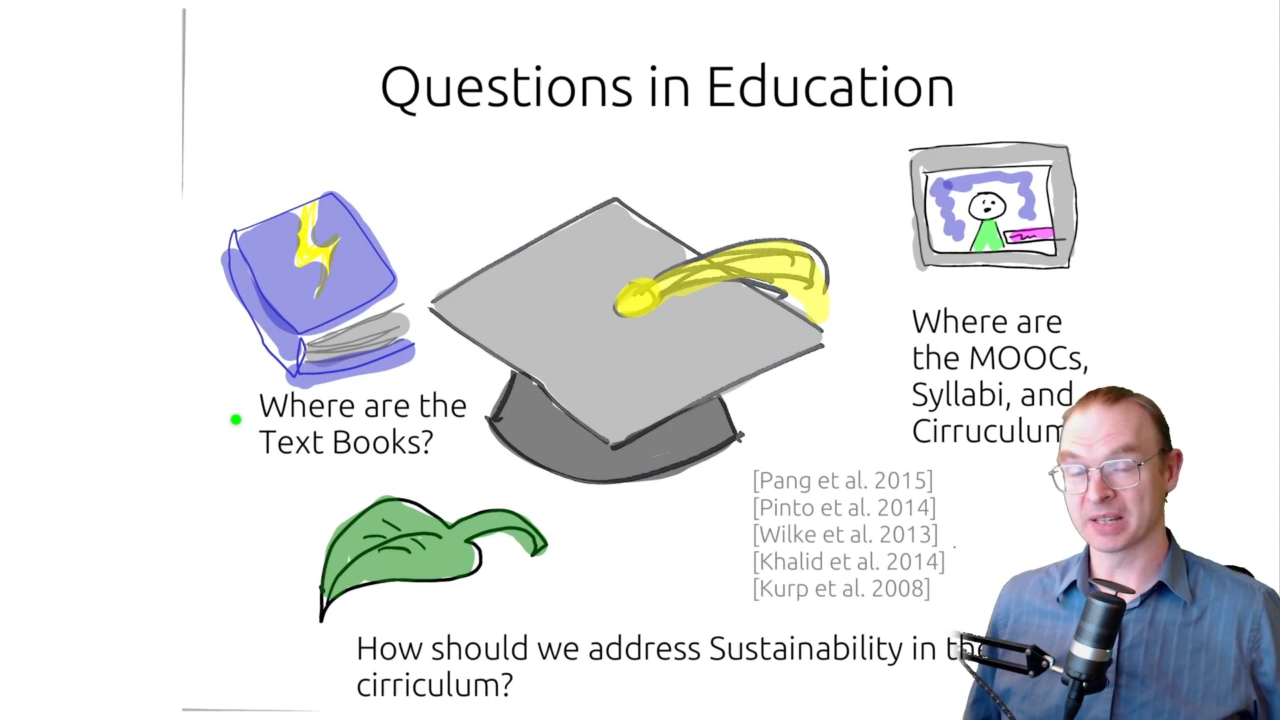 Questions in Education
Where are the
Text Books?
Where are
the MOOCs,
Syllabi, and
Cirruculum
[Pang et al. 2015]
[Pinto et al. 2014]
[Wilke et al. 2013]
[Khalid et al. 2014]
[Kurp et al. 2008]
How should we address Sustainability in the
cirriculum?